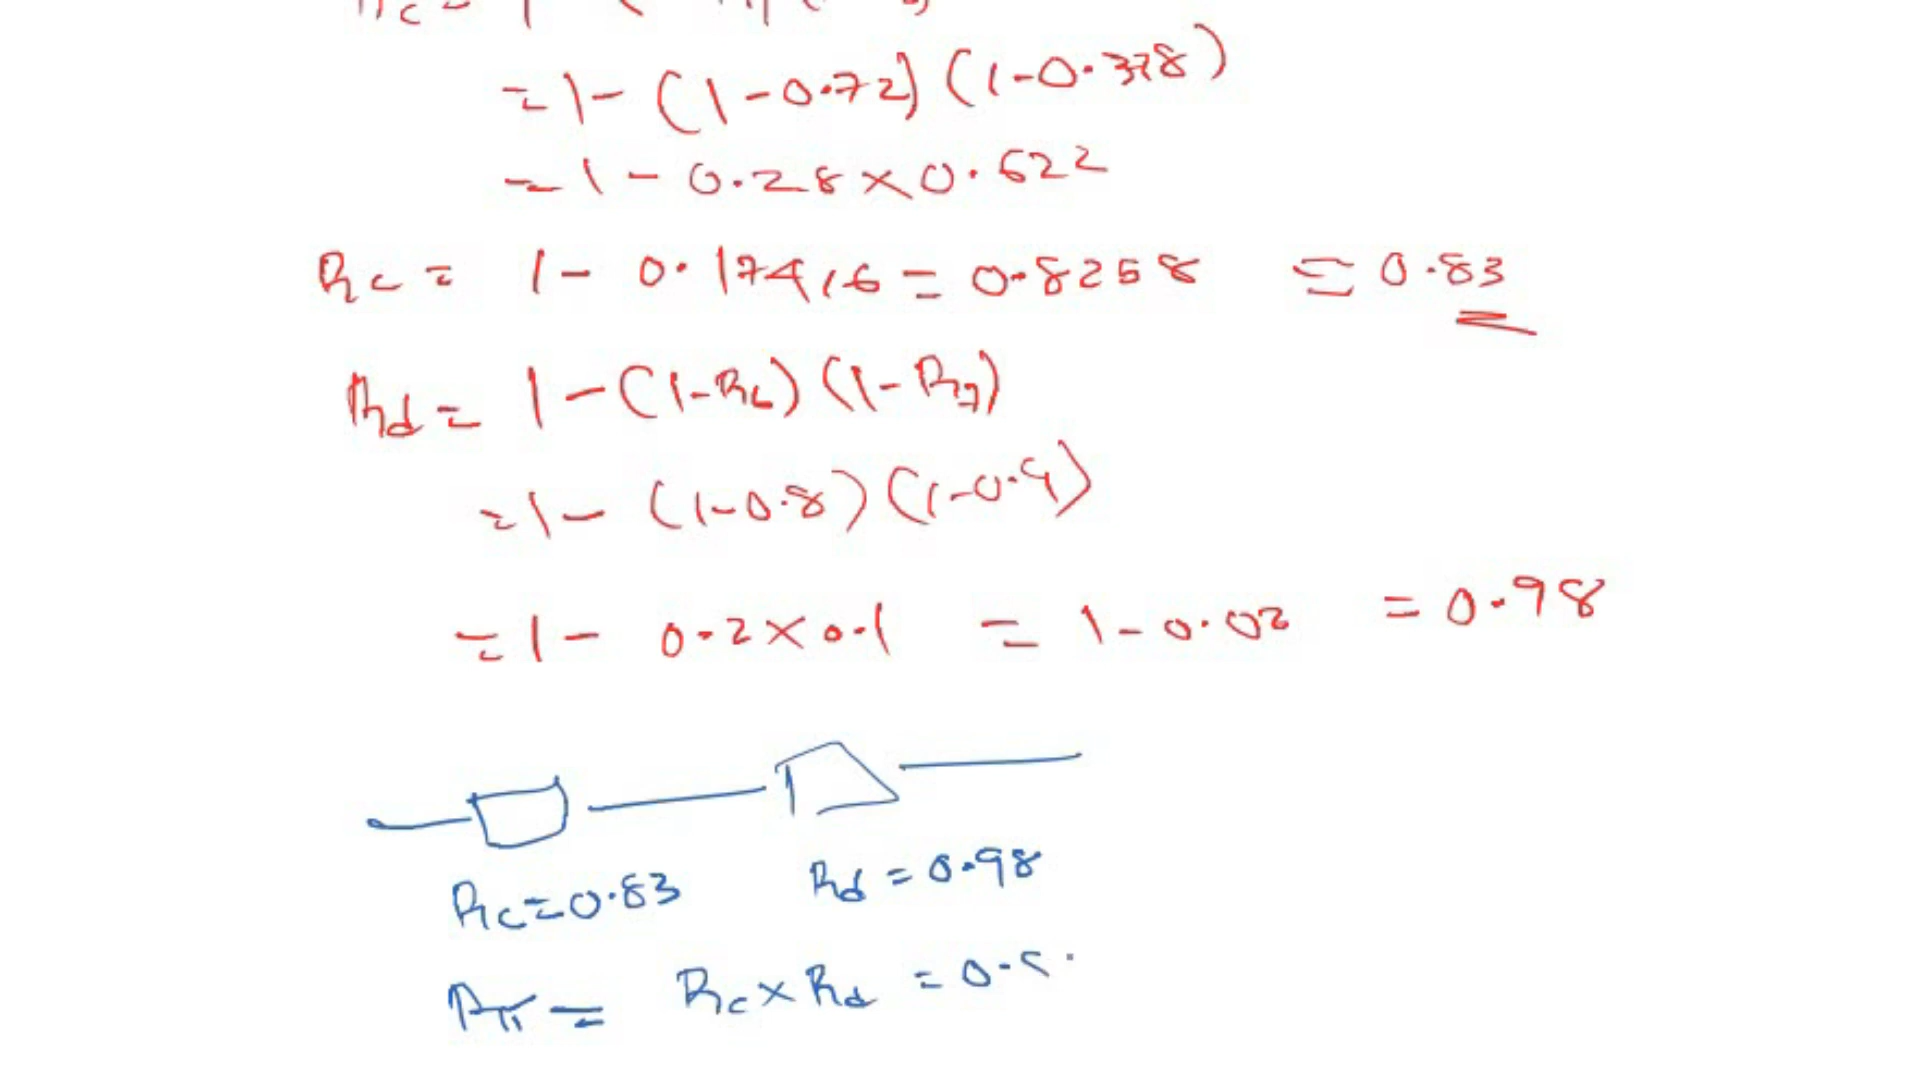 = 1 - (1 - 0.72) (1 - 0.378)
= 1 - 0.28 × 0.622
Rc = 1 - 0.17416 = 0.8258 = 0.83
Rd = 1 - (1 - R6) (1 - R7)
= 1 - (1 - 0.8) (1 - 0.9)
= 1 - 0.2 × 0.1 = 1 - 0.02 = 0.98
Rc = 0.83 Rd = 0.98
= Rc × Rd = 0.